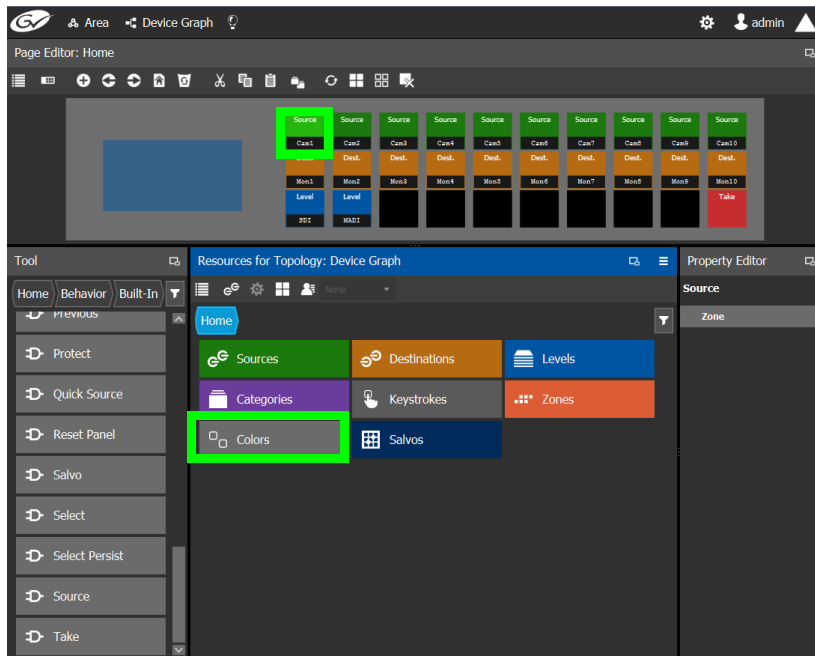 GV Area Device Graph admin
Page Editor: Home
Source Source Source Source Source Source Source Source Source Source
Cam1 Cam2 Cam3 Cam4 Cam5 Cam6 Cam7 Cam8 Cam9 Cam10
Dest. Dest. Dest. Dest. Dest. Dest. Dest. Dest. Dest.
Mon1 Mon2 Mon3 Mon4 Mon5 Mon6 Mon7 Mon8 Mon9 Mon10
Level Level Take
SDI MADI
Tool Resources for Topology: Device Graph Property Editor
Home Behavior Built-In None Source
Previous Home Zone
Protect Sources Destinations Levels
Quick Source Categories Keystrokes Zones
Reset Panel Colors Salvos
Salvo
Select
Select Persist
Source
Take